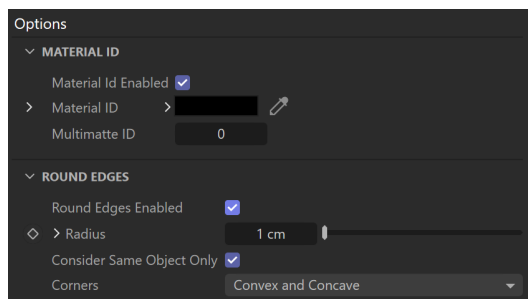 Options
MATERIAL ID
Material Id Enabled
Material ID
Multimatte ID 0
ROUND EDGES
Round Edges Enabled
Radius 1 cm
Consider Same Object Only
Corners Convex and Concave